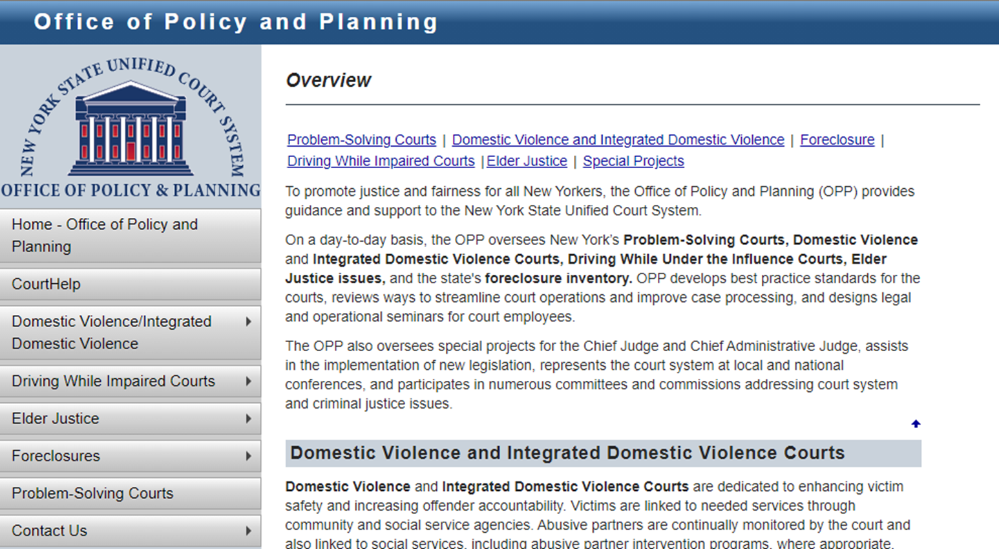 Office of Policy and Planning
NEW YORK STATE UNIFIED COURT SYSTEM
OFFICE OF POLICY & PLANNING
Home - Office of Policy and
Planning
CourtHelp
Domestic Violence/Integrated
Domestic Violence
Driving While Impaired Courts
Elder Justice
Foreclosures
Problem-Solving Courts
Contact Us
Overview
Problem-Solving Courts | Domestic Violence and Integrated Domestic Violence | Foreclosure |
Driving While Impaired Courts | Elder Justice | Special Projects
To promote justice and fairness for all New Yorkers, the Office of Policy and Planning (OPP) provides
guidance and support to the New York State Unified Court System.
On a day-to-day basis, the OPP oversees New York’s Problem-Solving Courts, Domestic Violence
and Integrated Domestic Violence Courts, Driving While Under the Influence Courts, Elder
Justice issues, and the state's foreclosure inventory. OPP develops best practice standards for the
courts, reviews ways to streamline court operations and improve case processing, and designs legal
and operational seminars for court employees.
The OPP also oversees special projects for the Chief Judge and Chief Administrative Judge, assists
in the implementation of new legislation, represents the court system at local and national
conferences, and participates in numerous committees and commissions addressing court system
and criminal justice issues.
Domestic Violence and Integrated Domestic Violence Courts
Domestic Violence and Integrated Domestic Violence Courts are dedicated to enhancing victim
safety and increasing offender accountability. Victims are linked to needed services through
community and social service agencies. Abusive partners are continually monitored by the court and
also linked to social services, including abusive partner intervention programs, where appropriate.